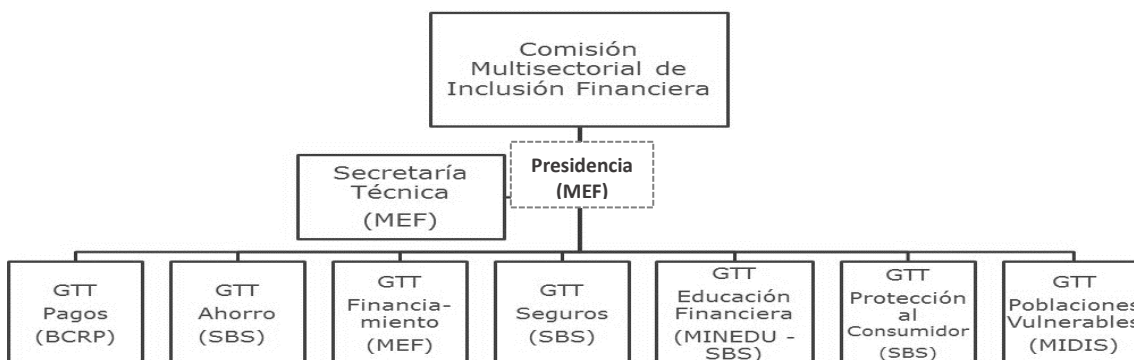 Comisión
Multisectorial de
Inclusión Financiera
Presidencia
(MEF)
Secretaría
Técnica
(MEF)
GTT
Pagos
(BCRP)
GTT
Ahorro
(SBS)
GTT
Financia-
miento
(MEF)
GTT
Seguros
(SBS)
GTT
Educación
Financiera
(MINEDU -
SBS)
GTT
Protección
al
Consumidor
(SBS)
GTT
Poblaciones
Vulnerables
(MIDIS)